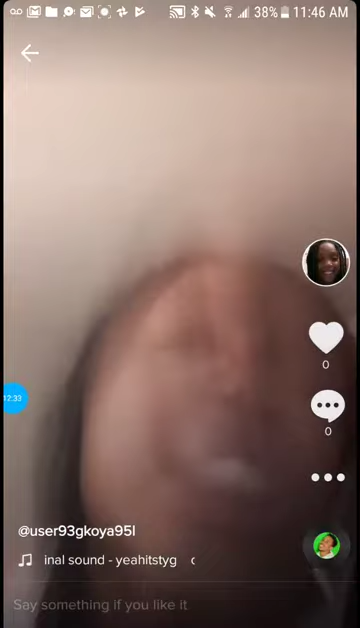 38% 11:46 AM
0
12:33
0
@user93gkoya95l
inal sound - yeahitstyg
Say something if you like it